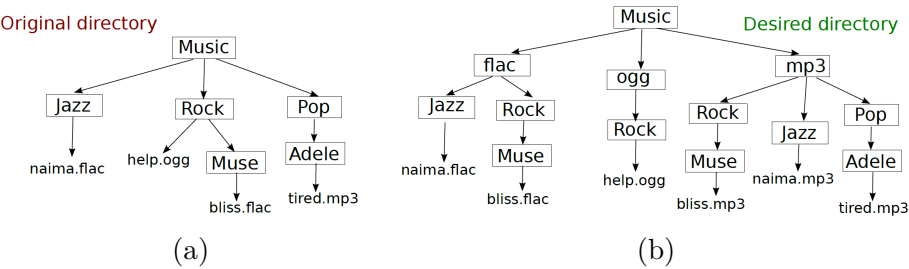 Original directory
Music
Jazz
Rock
Pop
naima.flac
help.ogg
Muse
Adele
bliss.flac
tired.mp3
(a)
Desired directory
Music
flac
ogg
mp3
Jazz
Rock
Rock
Rock
Jazz
Pop
naima.flac
Muse
help.ogg
Muse
naima.mp3
Adele
bliss.flac
bliss.mp3
tired.mp3
(b)